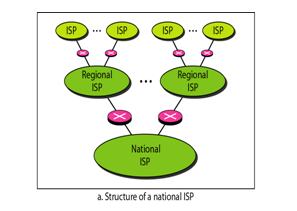 ISP ... ISP ISP ... ISP
Regional ... Regional
ISP ISP
National
ISP
a. Structure of a national ISP